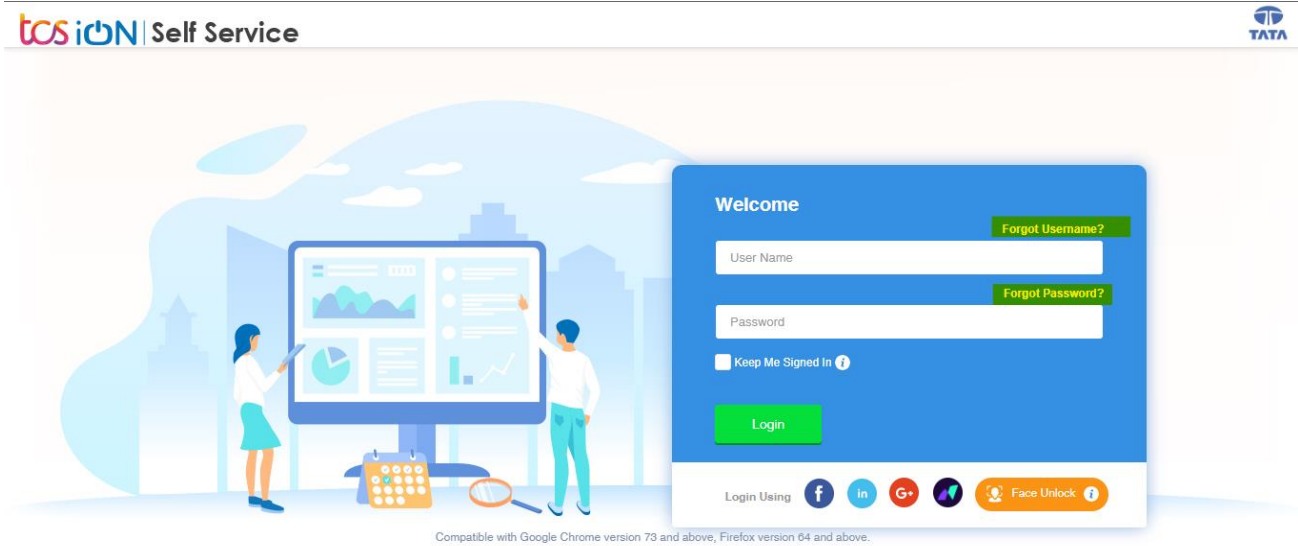 tcs iON | Self Service
TATA
Welcome
Forgot Username?
User Name
Forgot Password?
Password
Keep Me Signed In i
Login
Login Using f in G+ Face Unlock i
Compatible with Google Chrome version 73 and above, Firefox version 64 and above.